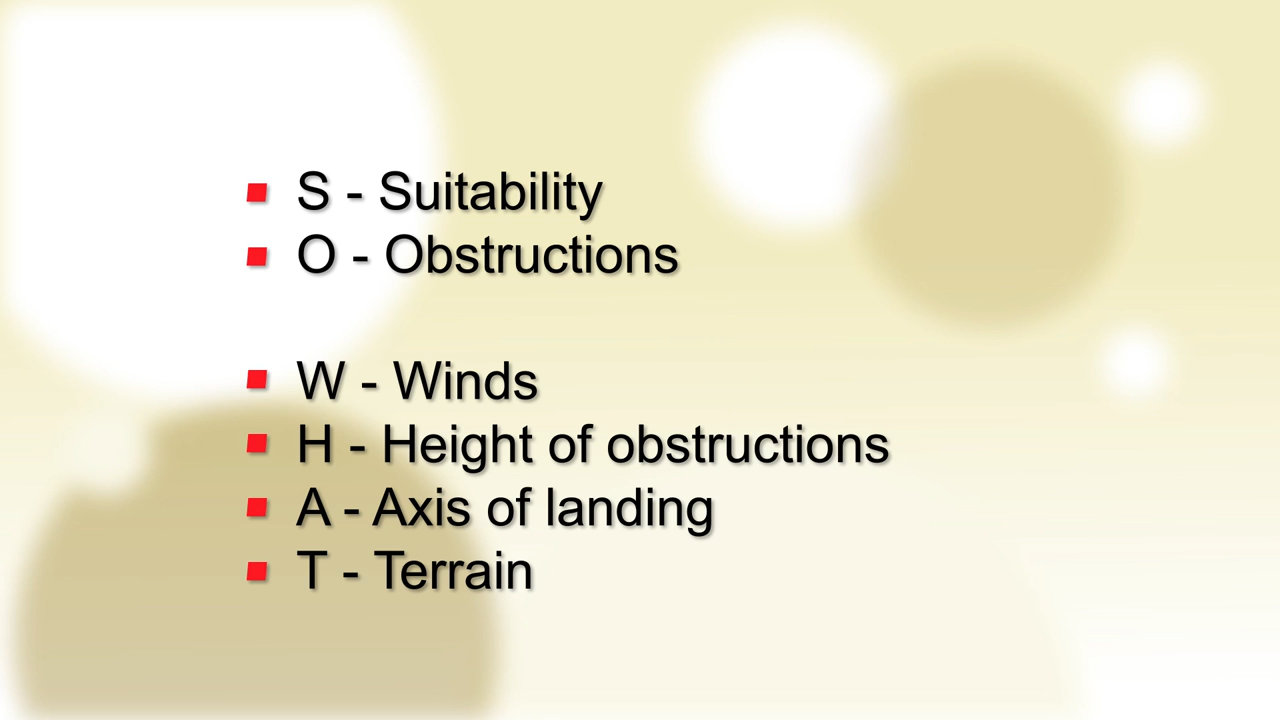 S - Suitability
O - Obstructions
W - Winds
H - Height of obstructions
A - Axis of landing
T - Terrain